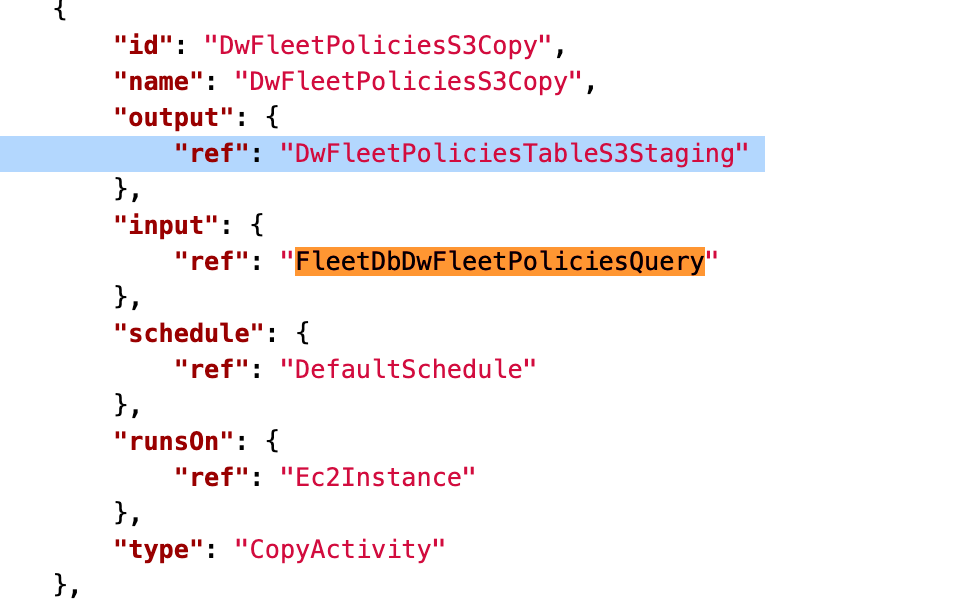 {
"id": "DwFleetPoliciesS3Copy",
"name": "DwFleetPoliciesS3Copy",
"output": {
"ref": "DwFleetPoliciesTableS3Staging"
},
"input": {
"ref": "FleetDbDwFleetPoliciesQuery"
},
"schedule": {
"ref": "DefaultSchedule"
},
"runsOn": {
"ref": "Ec2Instance"
},
"type": "CopyActivity"
},